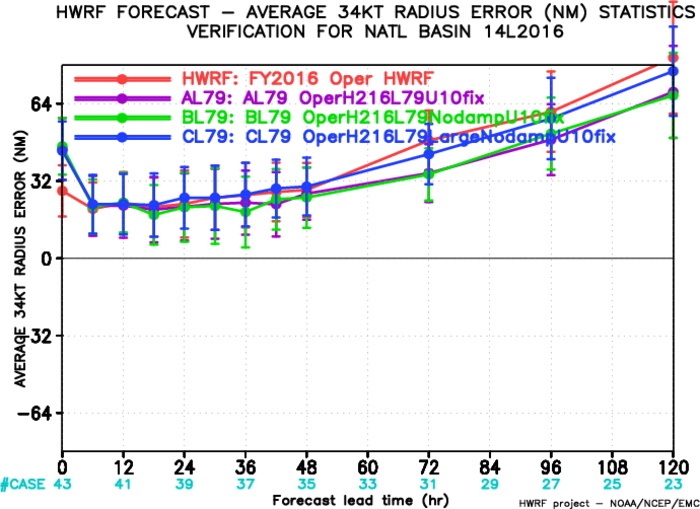 HWRF FORECAST – AVERAGE 34KT RADIUS ERROR (NM) STATISTICS
VERIFICATION FOR NATL BASIN 14L2016
HWRF: FY2016 Oper HWRF
AL79: AL79 OperH216L79U10fix
BL79: BL79 OperH216L79NodampU10fix
CL79: CL79 OperH216L79LargeNodampU10fix
AVERAGE 34KT RADIUS ERROR (NM)
64
32
0
−32
−64
0 12 24 36 48 60 72 84 96 108 120
#CASE 43 41 39 37 35 33 31 29 27 25 23
Forecast lead time (hr)
HWRF project – NOAA/NCEP/EMC